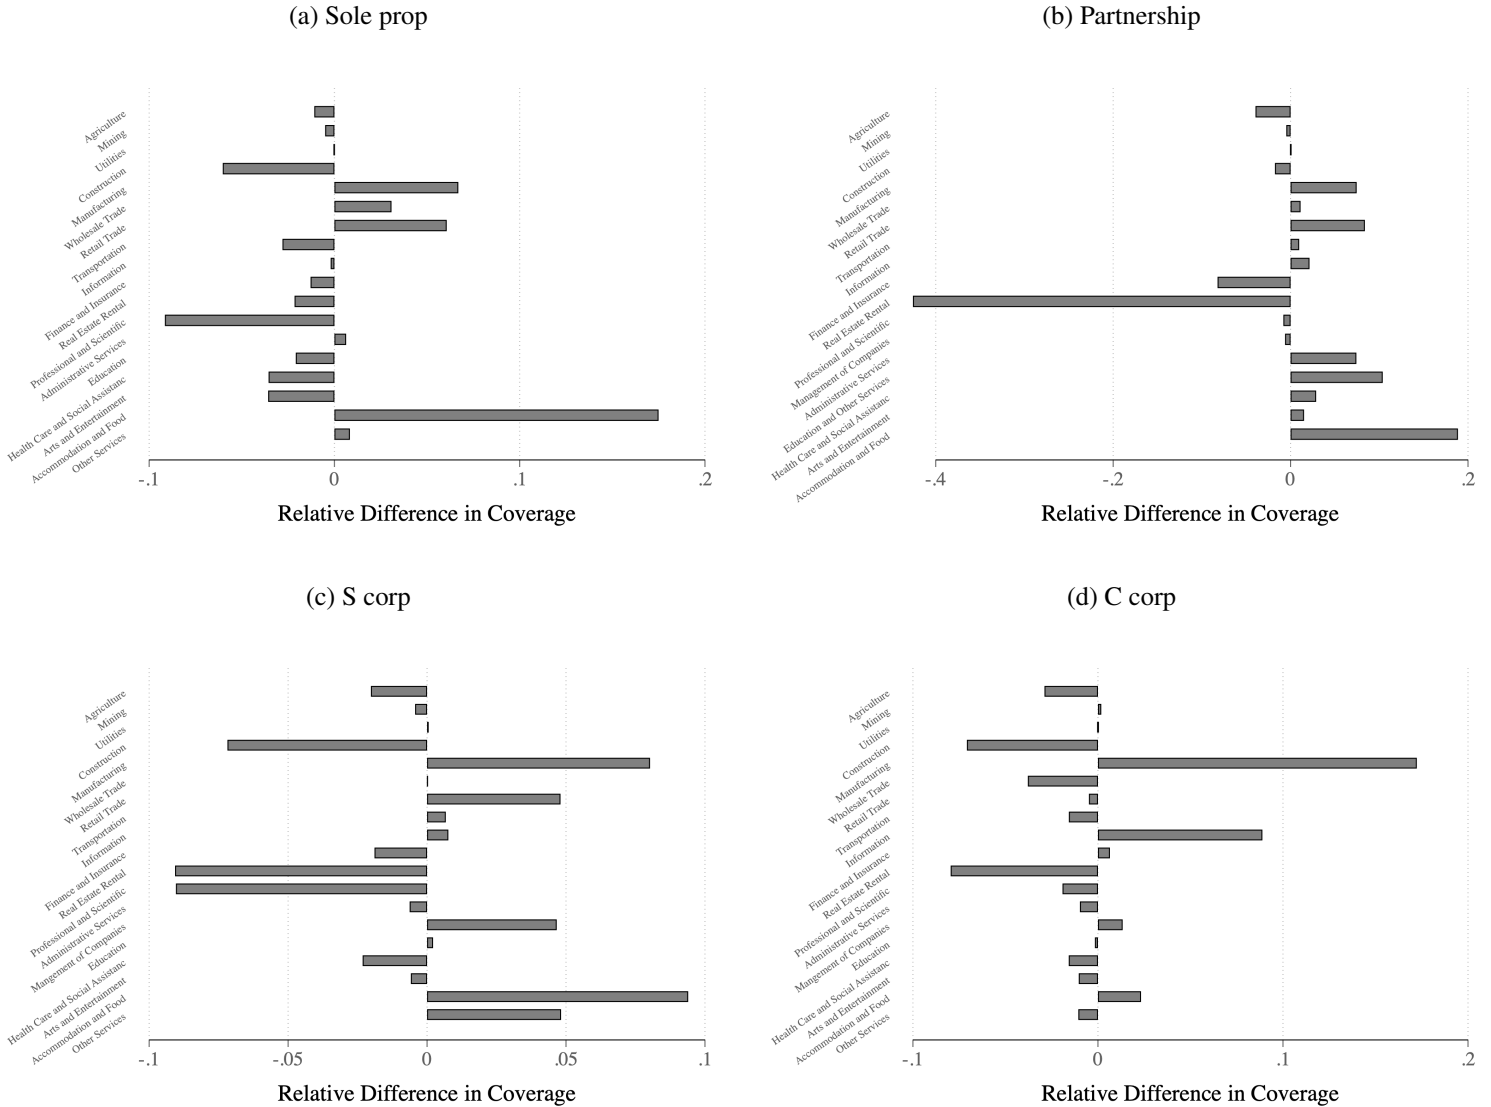 (a) Sole prop
Agriculture
Mining
Utilities
Construction
Manufacturing
Wholesale Trade
Retail Trade
Transportation
Information
Finance and Insurance
Real Estate Rental
Professional and Scientific
Administrative Services
Education
Health Care and Social Assistanc
Arts and Entertainment
Accommodation and Food
Other Services
-.1 0 .1 .2
Relative Difference in Coverage
(b) Partnership
Agriculture
Mining
Utilities
Construction
Manufacturing
Wholesale Trade
Retail Trade
Transportation
Information
Finance and Insurance
Real Estate Rental
Professional and Scientific
Management of Companies
Administrative Services
Education and Other Services
Health Care and Social Assistanc
Arts and Entertainment
Accommodation and Food
-.4 -.2 0 .2
Relative Difference in Coverage
(c) S corp
Agriculture
Mining
Utilities
Construction
Manufacturing
Wholesale Trade
Retail Trade
Transportation
Information
Finance and Insurance
Real Estate Rental
Professional and Scientific
Administrative Services
Mangement of Companies
Education
Health Care and Social Assistanc
Arts and Entertainment
Accommodation and Food
Other Services
-.1 -.05 0 .05 .1
Relative Difference in Coverage
(d) C corp
Agriculture
Mining
Utilities
Construction
Manufacturing
Wholesale Trade
Retail Trade
Transportation
Information
Finance and Insurance
Real Estate Rental
Professional and Scientific
Administrative Services
Mangement of Companies
Education
Health Care and Social Assistanc
Arts and Entertainment
Accommodation and Food
Other Services
-.1 0 .1 .2
Relative Difference in Coverage